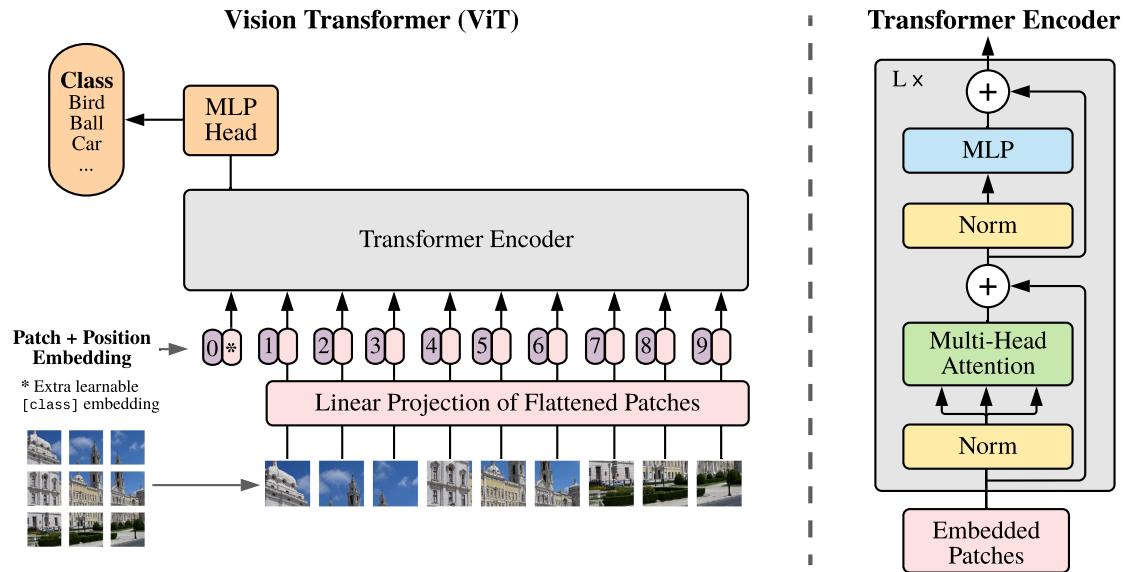 Vision Transformer (ViT)
Class
Bird
Ball
Car
...
MLP
Head
Transformer Encoder
Patch + Position
Embedding
* Extra learnable
[class] embedding
0 * 1 2 3 4 5 6 7 8 9
Linear Projection of Flattened Patches
Transformer Encoder
L ×
+
MLP
Norm
+
Multi-Head
Attention
Norm
Embedded
Patches